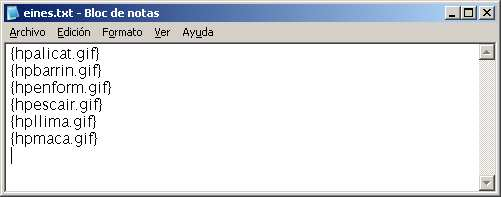 eines.txt - Bloc de notas
Archivo Edición Formato Ver Ayuda
{hpalicat.gif}
{hpbarrin.gif}
{hpenform.gif}
{hpescair.gif}
{hpllima.gif}
{hpmaca.gif}